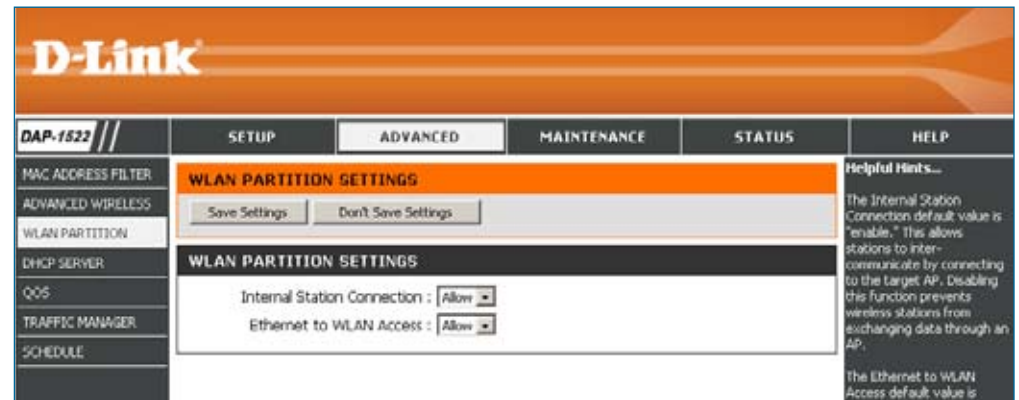 D-Link
DAP-1522
SETUP
ADVANCED
MAINTENANCE
STATUS
HELP
MAC ADDRESS FILTER
ADVANCED WIRELESS
WLAN PARTITION
DHCP SERVER
QOS
TRAFFIC MANAGER
SCHEDULE
WLAN PARTITION SETTINGS
Save Settings
Don't Save Settings
WLAN PARTITION SETTINGS
Internal Station Connection : Allow
Ethernet to WLAN Access : Allow
Helpful Hints...
The Internal Station
Connection default value is
"enable." This allows
stations to inter-
communicate by connecting
to the target AP. Disabling
this function prevents
wireless stations from
exchanging data through an
AP.
The Ethernet to WLAN
Access default value is